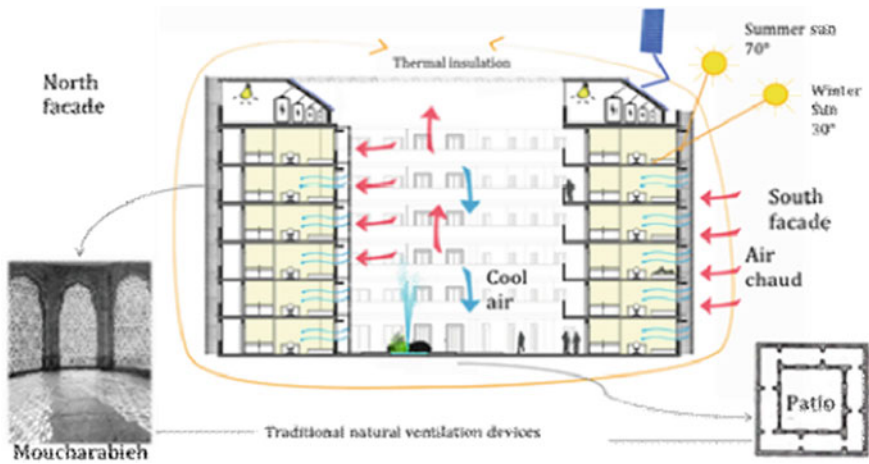 Summer sun
70°
Thermal insulation
North
facade
Winter
sun
30°
South
facade
Air
chaud
Cool
air
Patio
Traditional natural ventilation devices
Moucharabieh